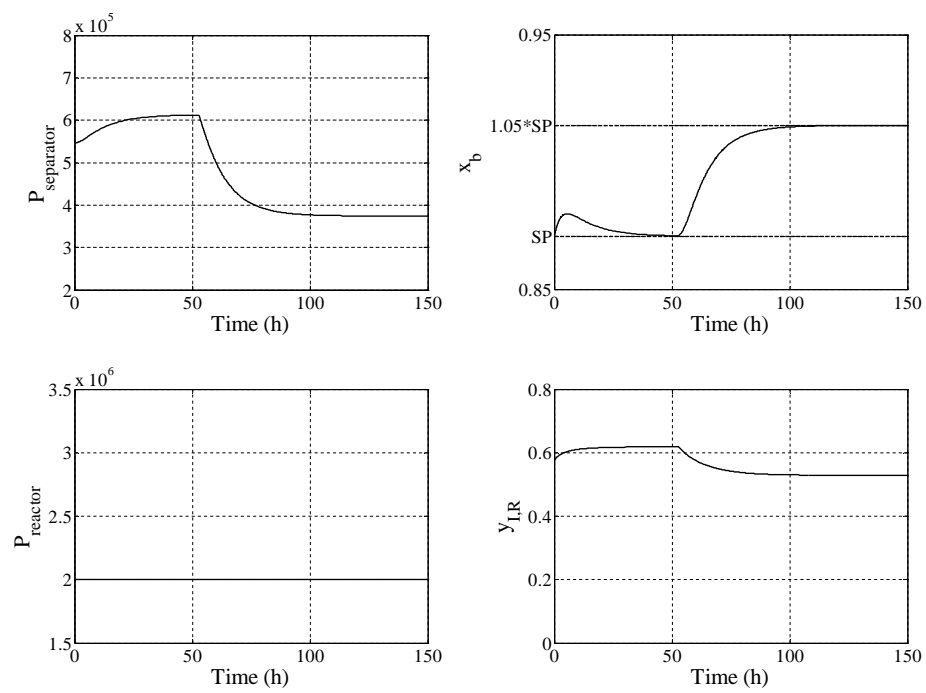 x 10^5
8
7
6
5
4
3
2
P_separator
0 50 100 150
Time (h)
0.95
1.05*SP
SP
0.85
x_b
0 50 100 150
Time (h)
x 10^6
3.5
3
2.5
2
1.5
P_reactor
0 50 100 150
Time (h)
0.8
0.6
0.4
0.2
0
y_I,R
0 50 100 150
Time (h)